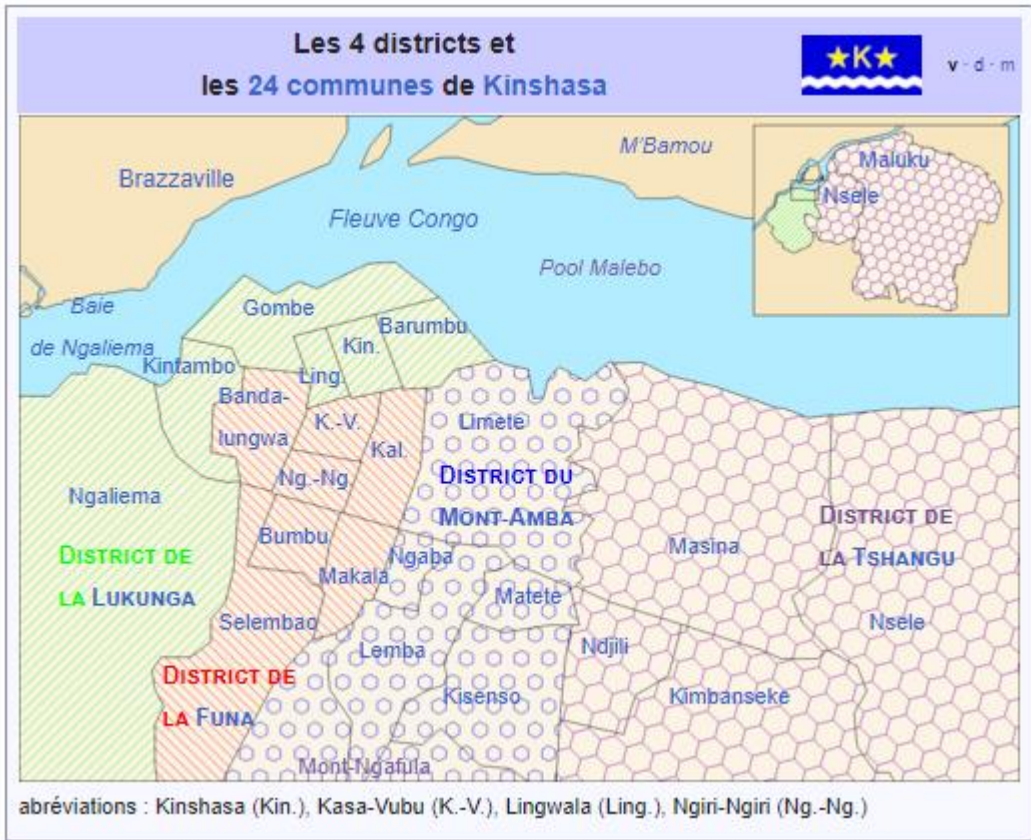 Les 4 districts et
les 24 communes de Kinshasa
★K★
v · d · m
M'Bamou
Maluku
Brazzaville
Nsele
Fleuve Congo
Pool Malebo
Baie
de Ngaliema
Gombe
Barumbu
Kin.
Kintambo
Ling.
Banda-
lungwa
K.-V.
Limete
Kal.
Ng.-Ng.
DISTRICT DU
MONT-AMBA
Ngaliema
DISTRICT DE
LA TSHANGU
Bumbu
Masina
Ngaba
DISTRICT DE
LA LUKUNGA
Makala
Matete
Selembao
Nsele
Lemba
Ndjili
DISTRICT DE
LA FUNA
Kisenso
Kimbanseke
Mont-Ngafula
abréviations : Kinshasa (Kin.), Kasa-Vubu (K.-V.), Lingwala (Ling.), Ngiri-Ngiri (Ng.-Ng.)